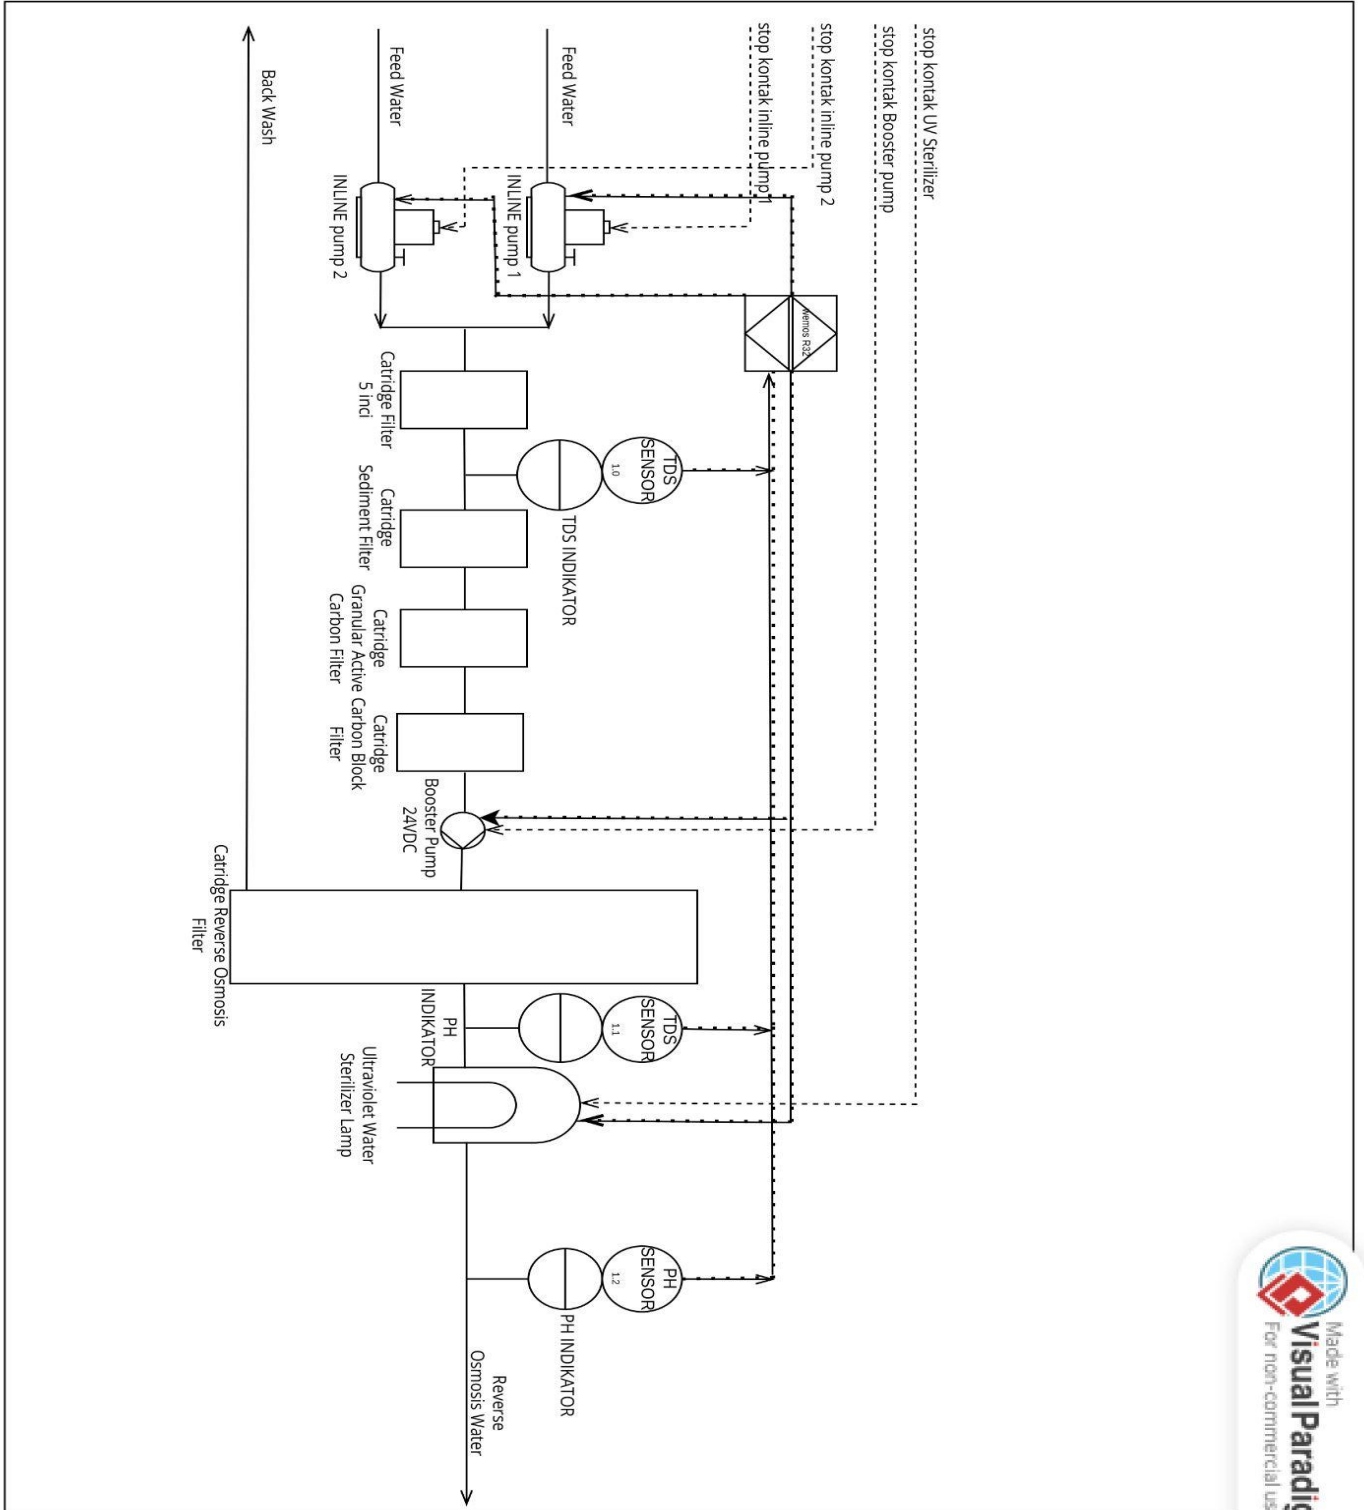 stop kontak UV Sterilizer
stop kontak Booster pump
stop kontak inline pump 2
stop kontak inline pump 1
Wemos R32
Feed Water
INLINE pump 1
Feed Water
INLINE pump 2
Back Wash
TDS
SENSOR
1.0
TDS INDIKATOR
Catridge Filter
5 inci
Catridge
Sediment Filter
Catridge
Granular Active
Carbon Filter
Catridge
Carbon Block
Filter
Booster Pump
24VDC
Catridge Reverse Osmosis
Filter
TDS
SENSOR
1.1
PH
INDIKATOR
Ultraviolet Water
Sterilizer Lamp
PH
SENSOR
1.2
PH INDIKATOR
Reverse
Osmosis Water
Made with
Visual
For non-commercial